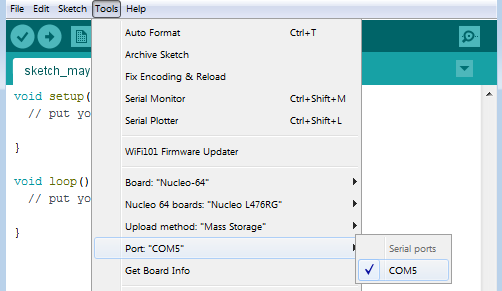 File Edit Sketch Tools Help
Auto Format Ctrl+T
Archive Sketch
Fix Encoding & Reload
Serial Monitor Ctrl+Shift+M
Serial Plotter Ctrl+Shift+L
WiFi101 Firmware Updater
Board: "Nucleo-64"
Nucleo 64 boards: "Nucleo L476RG"
Upload method: "Mass Storage"
Port: "COM5"
Get Board Info
Serial ports
COM5
sketch_may
void setup(
// put yo
}
void loop()
// put yo
}